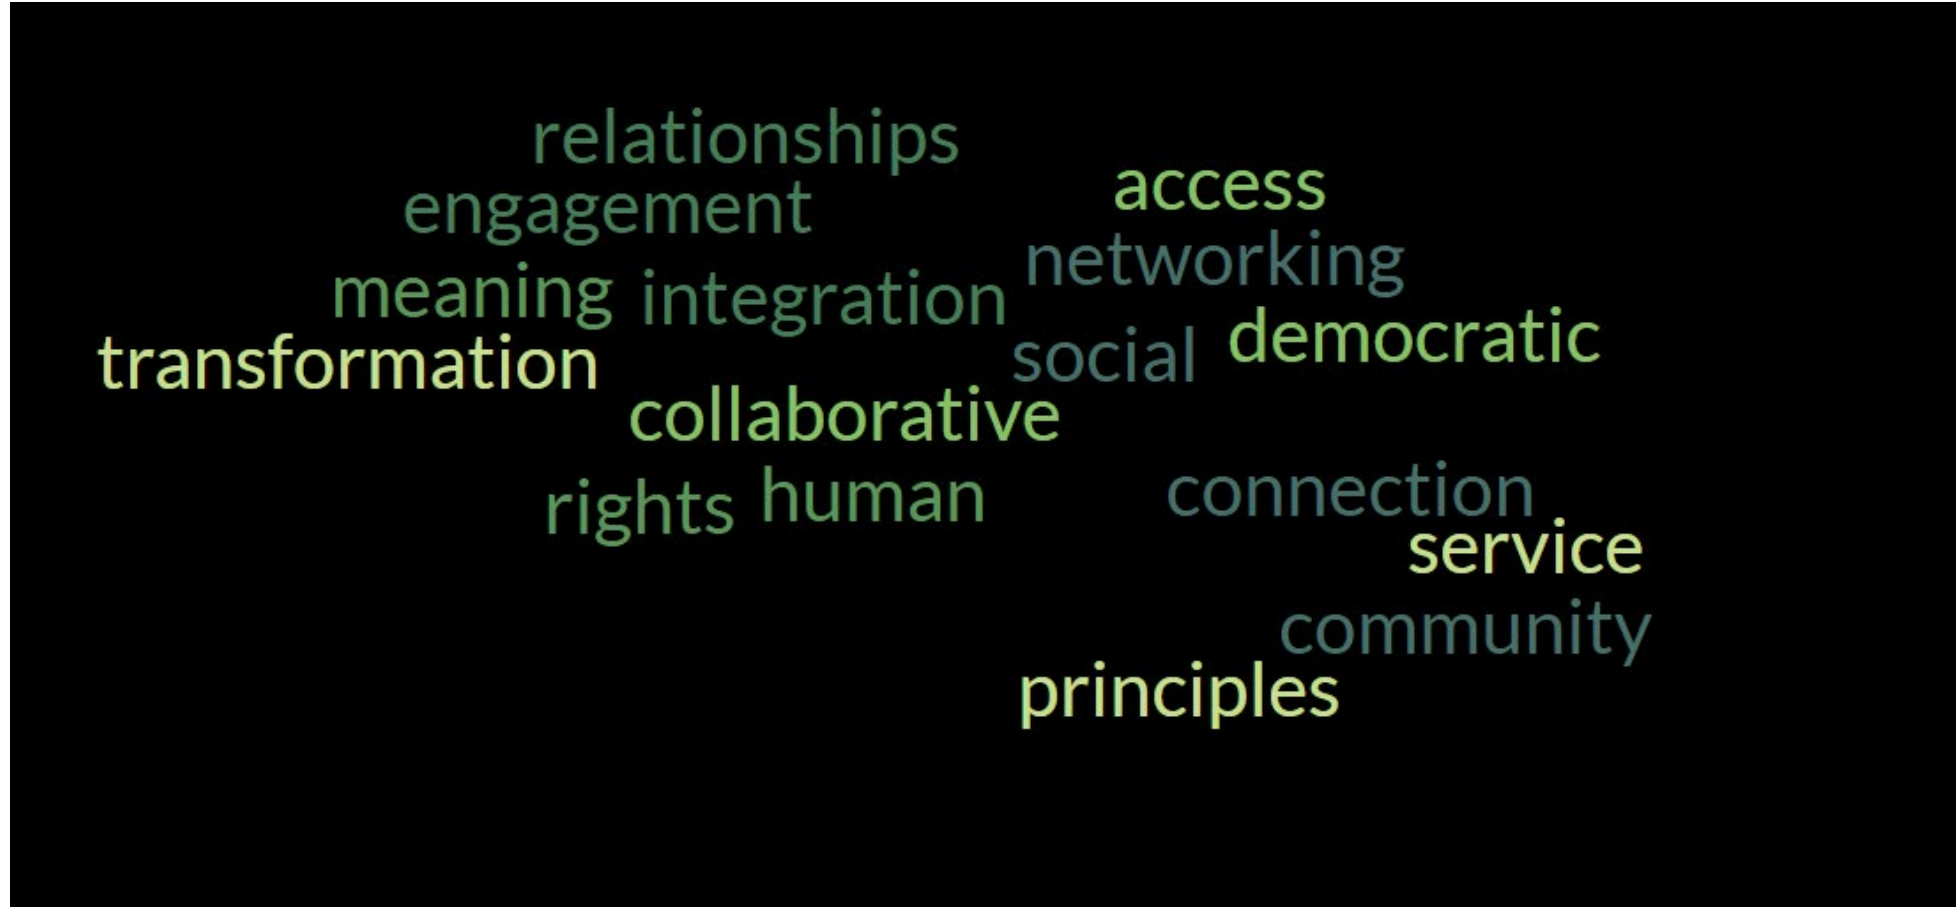 relationships
access
engagement
networking
meaning integration
democratic
social
transformation
collaborative
human
rights
connection
service
community
principles